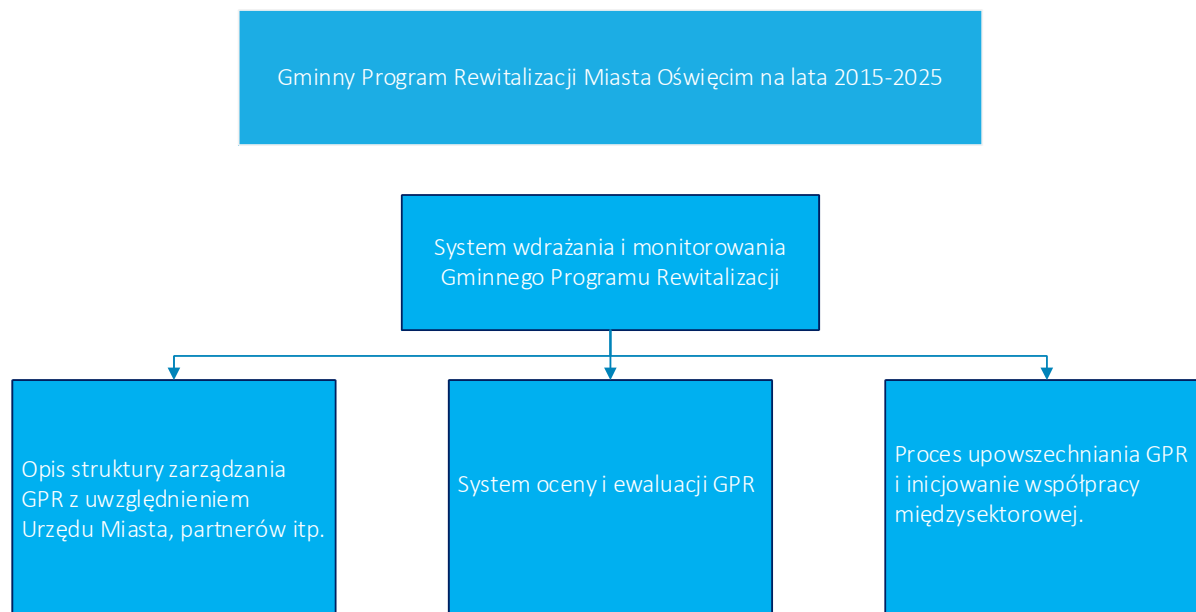 Gminny Program Rewitalizacji Miasta Oświęcim na lata 2015-2025
System wdrażania i monitorowania
Gminnego Programu Rewitalizacji
Opis struktury zarządzania
GPR z uwzględnieniem
Urzędu Miasta, partnerów itp.
System oceny i ewaluacji GPR
Proces upowszechniania GPR
i inicjowanie współpracy
międzysektorowej.